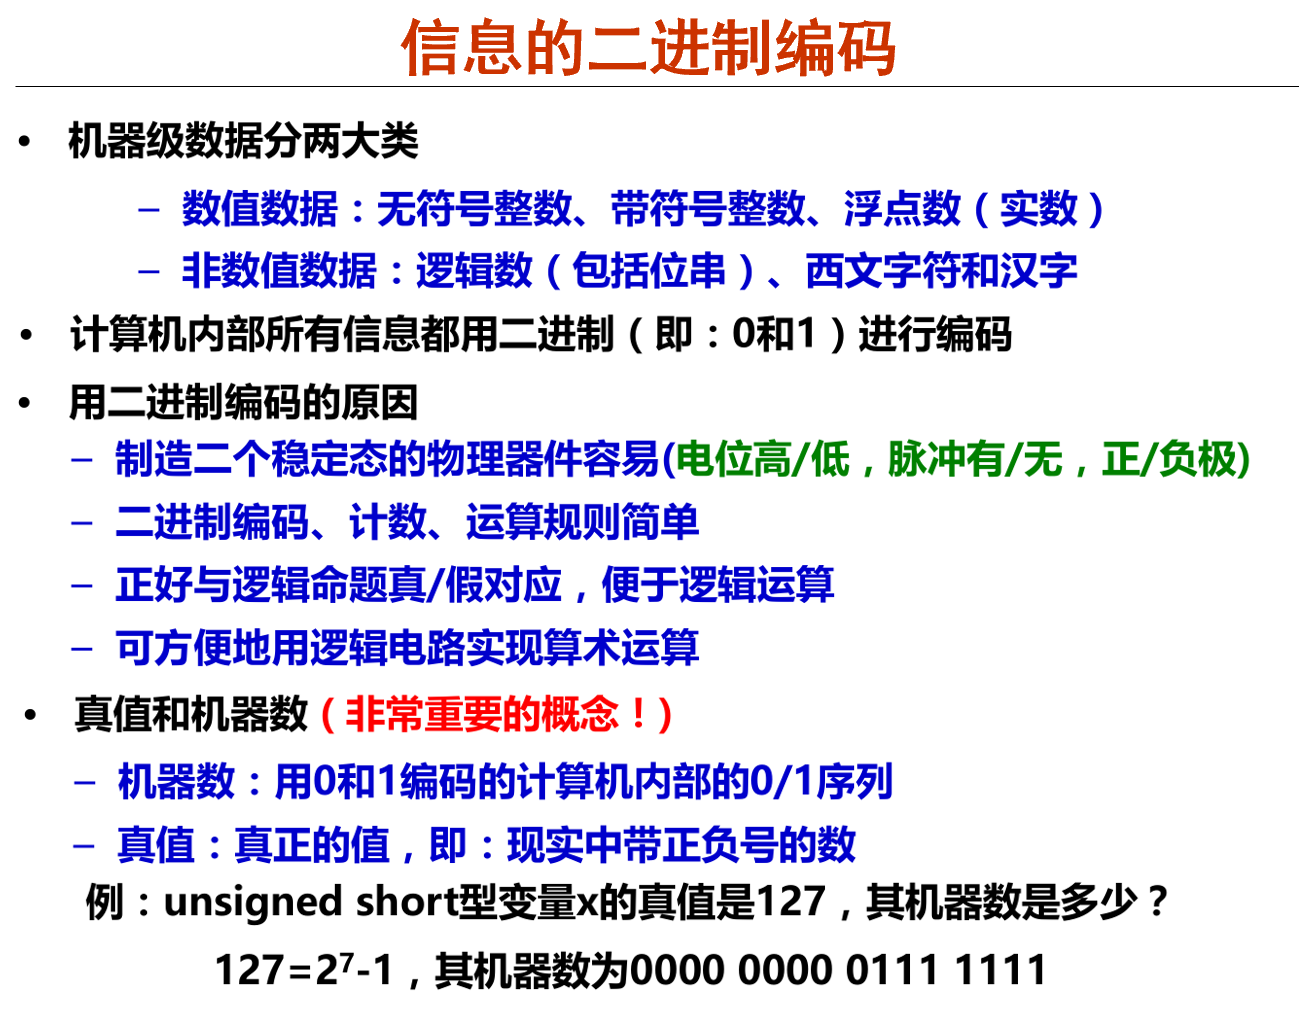 信息的二进制编码
• 机器级数据分两大类
– 数值数据：无符号整数、带符号整数、浮点数（实数）
– 非数值数据：逻辑数（包括位串）、西文字符和汉字
• 计算机内部所有信息都用二进制（即：0和1）进行编码
• 用二进制编码的原因
– 制造二个稳定态的物理器件容易(电位高/低，脉冲有/无，正/负极)
– 二进制编码、计数、运算规则简单
– 正好与逻辑命题真/假对应，便于逻辑运算
– 可方便地用逻辑电路实现算术运算
• 真值和机器数（非常重要的概念！）
– 机器数：用0和1编码的计算机内部的0/1序列
– 真值：真正的值，即：现实中带正负号的数
例：unsigned short型变量x的真值是127，其机器数是多少？
127=2⁷-1，其机器数为0000 0000 0111 1111